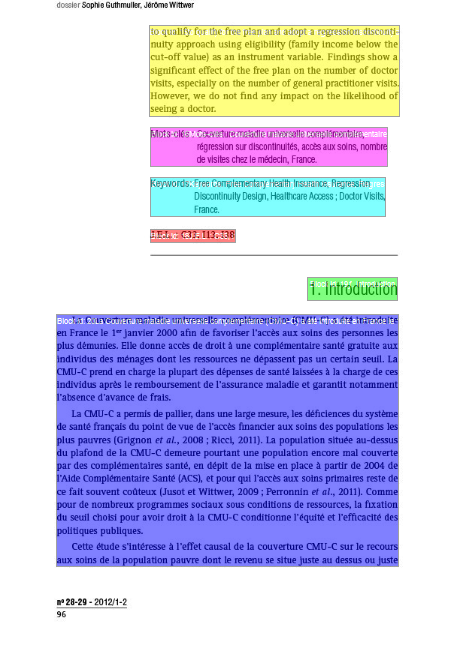 dossier Sophie Guthmuller, Jérôme Wittwer
to qualify for the free plan and adopt a regression disconti-
nuity approach using eligibility (family income below the
cut-off value) as an instrument variable. Findings show a
significant effect of the free plan on the number of doctor
visits, especially on the number of general practitioner visits.
However, we do not find any impact on the likelihood of
seeing a doctor.
Mots-clés : Couverture maladie universelle complémentaire,
régression sur discontinuités, accès aux soins, nombre
de visites chez le médecin, France.
Keywords: Free Complementary Health Insurance, Regression
Discontinuity Design, Healthcare Access ; Doctor Visits,
France.
1. Introduction
La Couverture maladie universelle complémentaire (CMU-C) a été introduite
en France le 1er janvier 2000 afin de favoriser l'accès aux soins des personnes les
plus démunies. Elle donne accès de droit à une complémentaire santé gratuite aux
individus des ménages dont les ressources ne dépassent pas un certain seuil. La
CMU-C prend en charge la plupart des dépenses de santé laissées à la charge de ces
individus après le remboursement de l'assurance maladie et garantit notamment
l'absence d'avance de frais.
La CMU-C a permis de pallier, dans une large mesure, les déficiences du système
de santé français du point de vue de l'accès financier aux soins des populations les
plus pauvres (Grignon et al., 2008 ; Ricci, 2011). La population située au-dessus
du plafond de la CMU-C demeure pourtant une population encore mal couverte
par des complémentaires santé, en dépit de la mise en place à partir de 2004 de
l'Aide Complémentaire Santé (ACS), et pour qui l'accès aux soins primaires reste de
ce fait souvent coûteux (Jusot et Wittwer, 2009 ; Perronnin et al., 2011). Comme
pour de nombreux programmes sociaux sous conditions de ressources, la fixation
du seuil choisi pour avoir droit à la CMU-C conditionne l'équité et l'efficacité des
politiques publiques.
Cette étude s'intéresse à l'effet causal de la couverture CMU-C sur le recours
aux soins de la population pauvre dont le revenu se situe juste au dessus ou juste
nº 28-29 - 2012/1-2
96